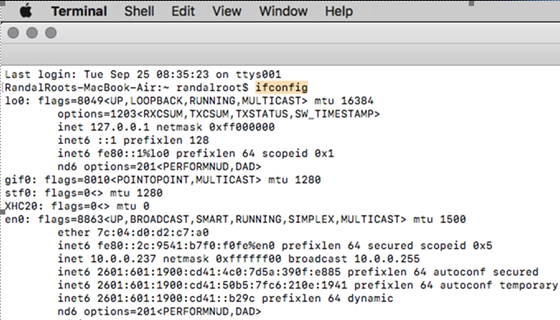 Terminal Shell Edit View Window Help
Last login: Tue Sep 25 08:35:23 on ttys001
RandalRoots-MacBook-Air:~ randalroot$ ifconfig
lo0: flags=8049<UP,LOOPBACK,RUNNING,MULTICAST> mtu 16384
options=1203<RXCSUM,TXCSUM,TXSTATUS,SW_TIMESTAMP>
inet 127.0.0.1 netmask 0xff000000
inet6 ::1 prefixlen 128
inet6 fe80::1%lo0 prefixlen 64 scopeid 0x1
nd6 options=201<PERFORMNUD,DAD>
gif0: flags=8010<POINTOPOINT,MULTICAST> mtu 1280
stf0: flags=0<> mtu 1280
XHC20: flags=0<> mtu 0
en0: flags=8863<UP,BROADCAST,SMART,RUNNING,SIMPLEX,MULTICAST> mtu 1500
ether 7c:04:d0:d2:c7:a0
inet6 fe80::2c:9541:b7f0:f0fe%en0 prefixlen 64 secured scopeid 0x5
inet 10.0.0.237 netmask 0xffffff00 broadcast 10.0.0.255
inet6 2601:601:1900:cd41:4c0:7d5a:390f:e885 prefixlen 64 autoconf secured
inet6 2601:601:1900:cd41:50b5:7fc6:210e:1941 prefixlen 64 autoconf temporary
inet6 2601:601:1900:cd41::b29c prefixlen 64 dynamic
nd6 options=201<PERFORMNUD,DAD>